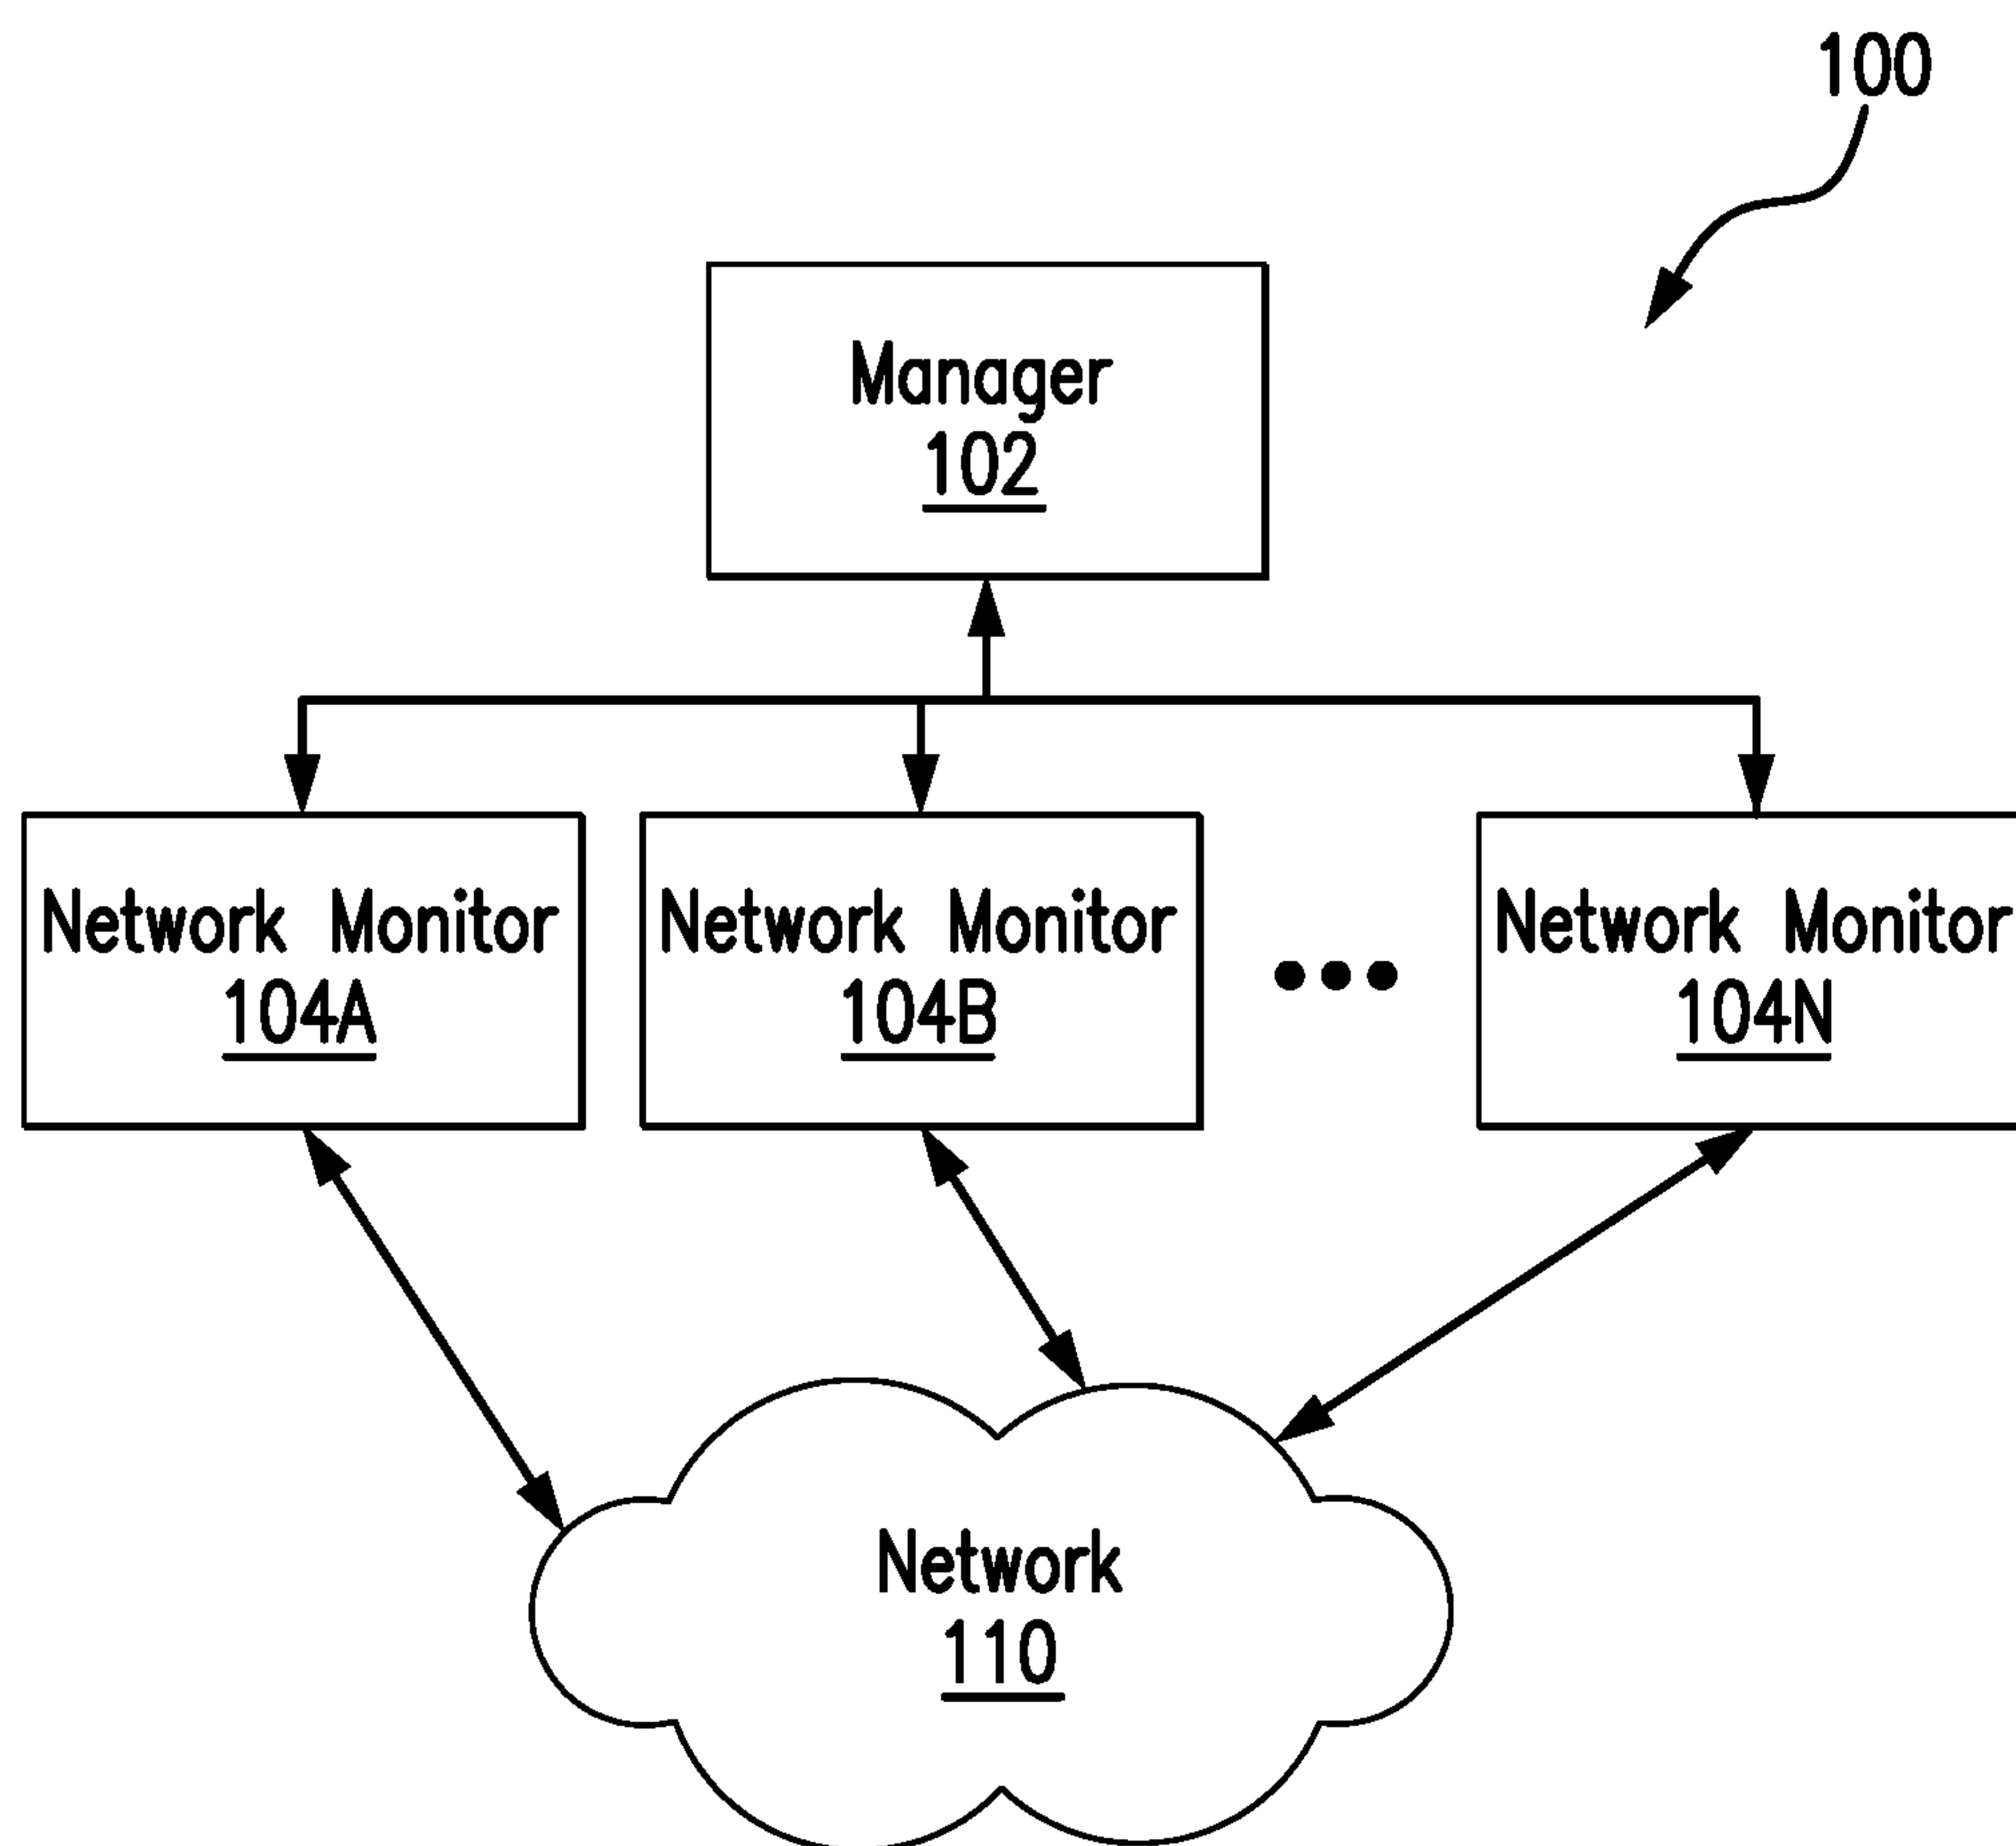 100
Manager
102
Network Monitor
104A
Network Monitor
104B
Network Monitor
104N
Network
110